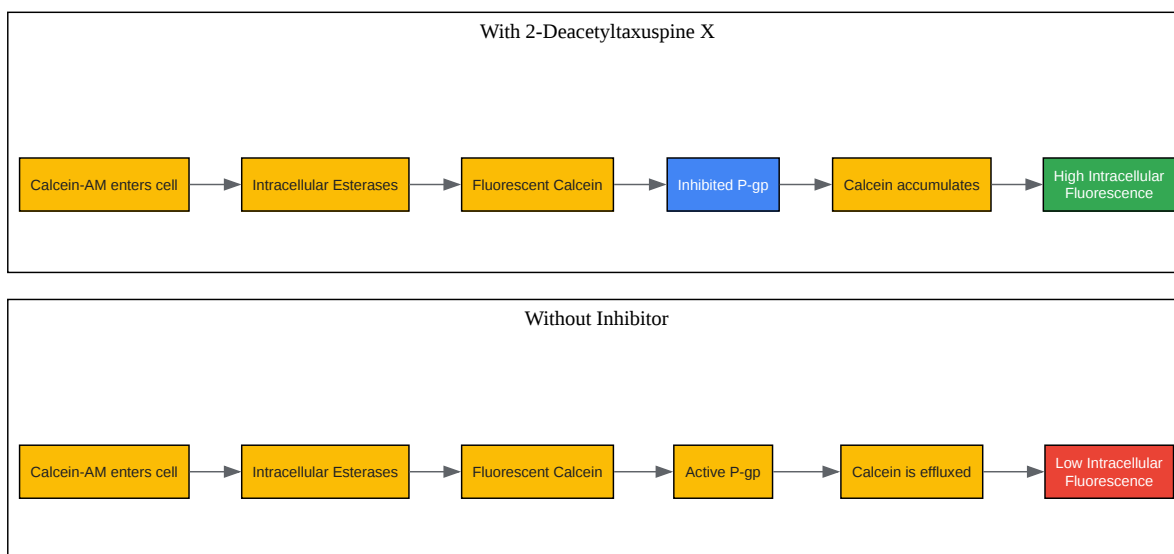 With 2-Deacetyltaxuspine X
Calcein-AM enters cell
Intracellular Esterases
Fluorescent Calcein
Inhibited P-gp
Calcein accumulates
High Intracellular
Fluorescence
Without Inhibitor
Calcein-AM enters cell
Intracellular Esterases
Fluorescent Calcein
Active P-gp
Calcein is effluxed
Low Intracellular
Fluorescence